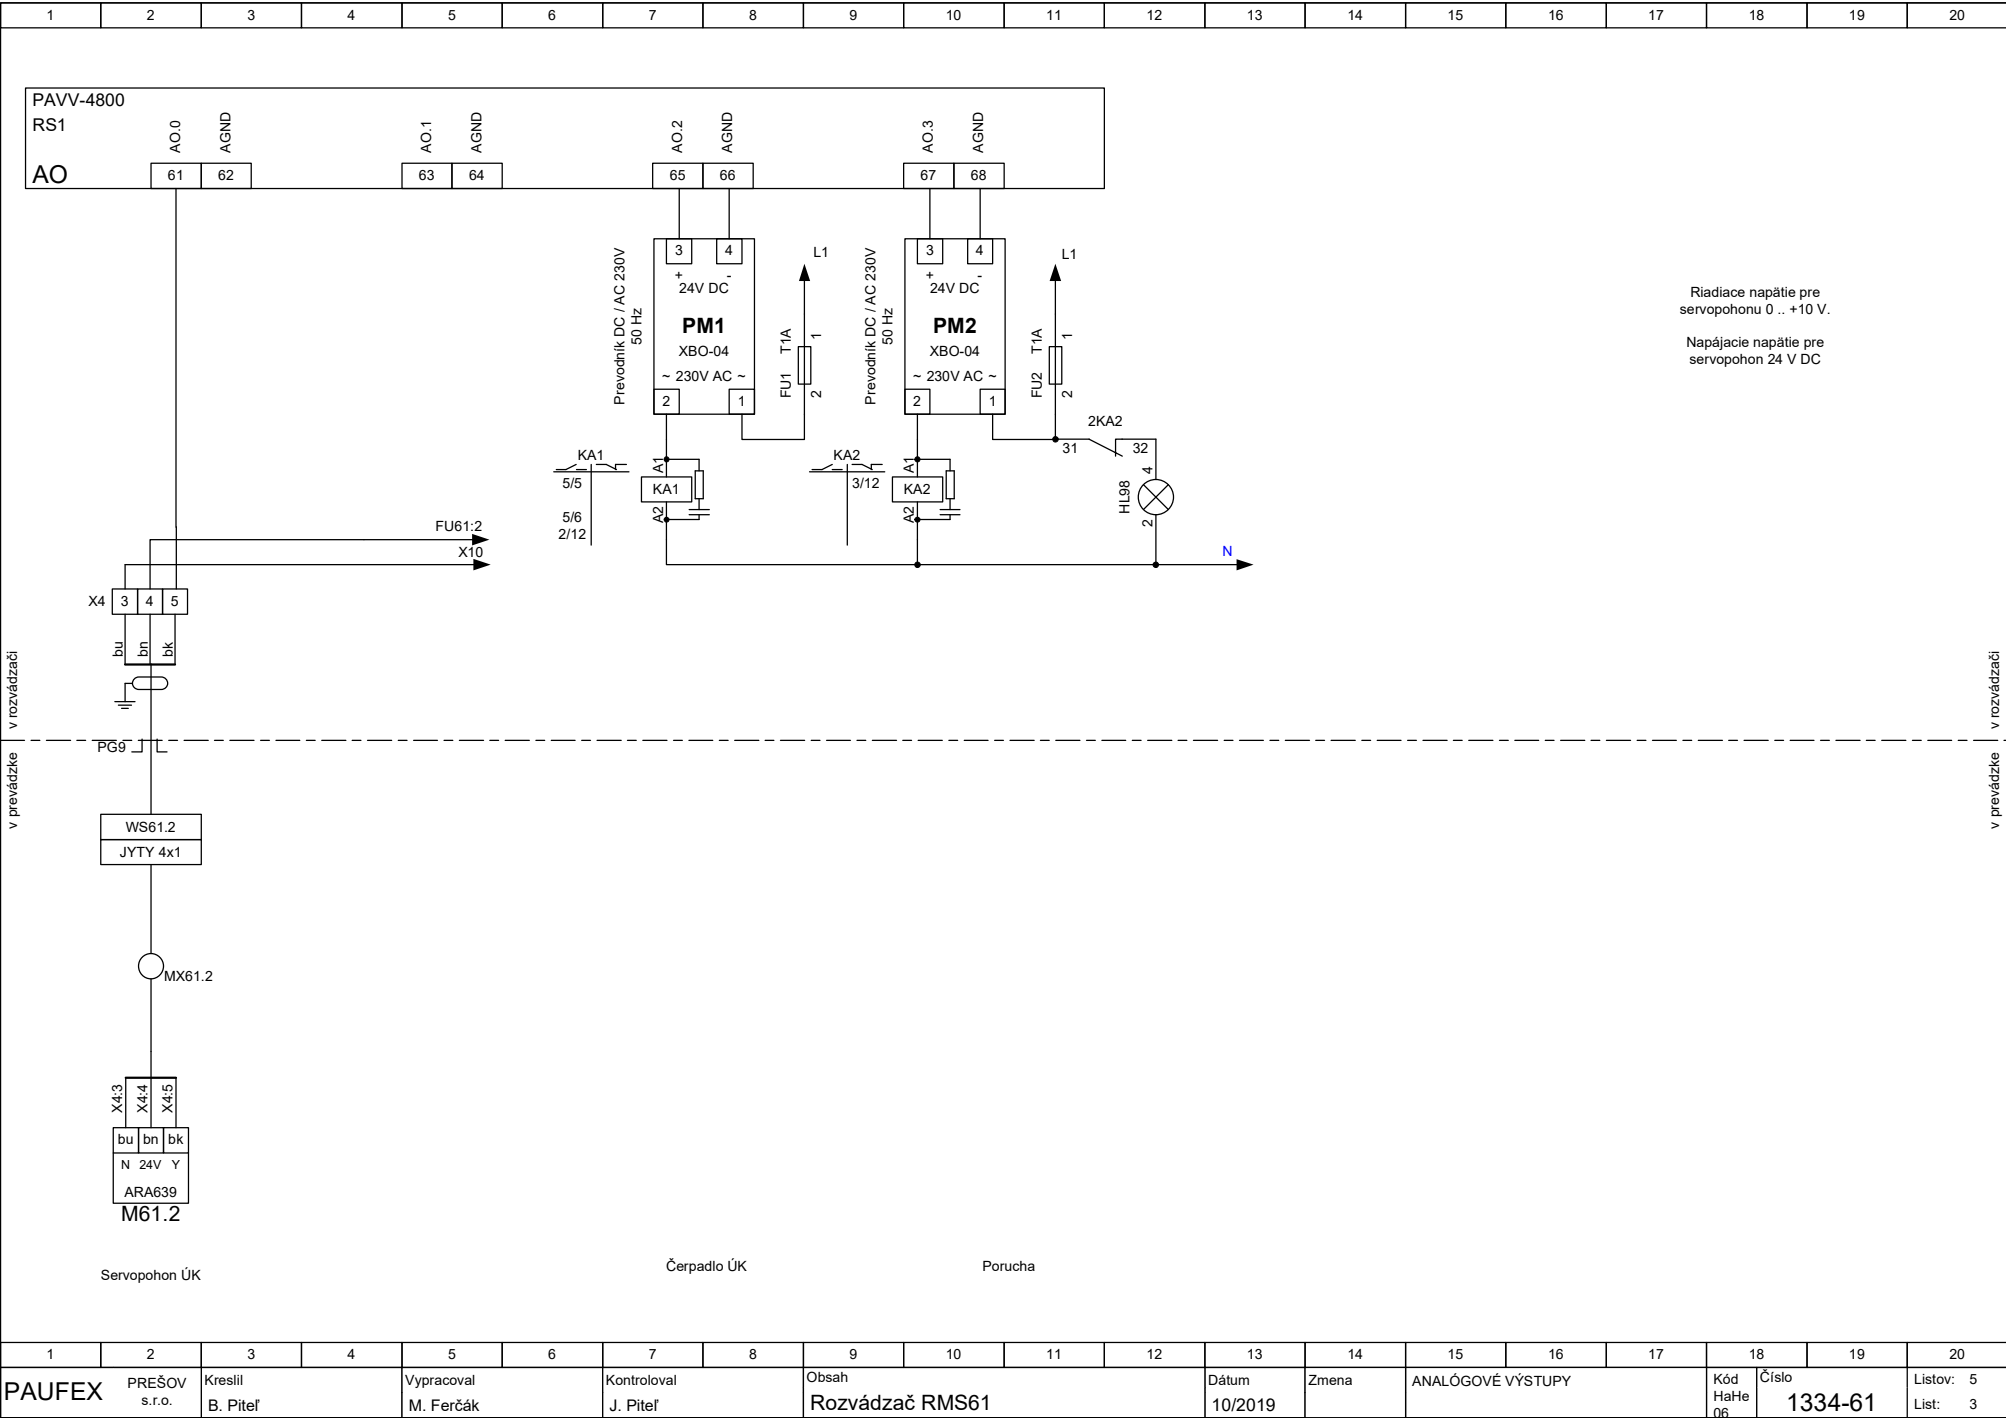 1 2 3 4 5 6 7 8 9 10 11 12 13 14 15 16 17 18 19 20
PAVV-4800
RS1
AO
AO.0 AGND AO.1 AGND AO.2 AGND AO.3 AGND
61 62 63 64 65 66 67 68
Prevodník DC / AC 230V
50 Hz
3 4
+ -
24V DC
PM1
XBO-04
~ 230V AC ~
2 1
L1
FU1 T1A
1
2
Prevodník DC / AC 230V
50 Hz
3 4
+ -
24V DC
PM2
XBO-04
~ 230V AC ~
2 1
L1
FU2 T1A
1
2
Riadiace napätie pre
servopohonu 0 .. +10 V.
Napájacie napätie pre
servopohon 24 V DC
2KA2
31 32
KA1
5/5
5/6
2/12
A1
KA1
A2
KA2
3/12
A1
KA2
A2
HL98
4
2
N
FU61:2
X10
X4 3 4 5
bu bn bk
v rozvádzači
v rozvádzači
PG9
v prevádzke
v prevádzke
WS61.2
JYTY 4x1
MX61.2
X4:3 X4:4 X4:5
bu bn bk
N 24V Y
ARA639
M61.2
Servopohon ÚK
Čerpadlo ÚK
Porucha
1 2 3 4 5 6 7 8 9 10 11 12 13 14 15 16 17 18 19 20
PAUFEX
PREŠOV
s.r.o.
Kreslil
B. Piteľ
Vypracoval
M. Ferčák
Kontroloval
J. Piteľ
Obsah
Rozvádzač RMS61
Dátum
10/2019
Zmena
ANALÓGOVÉ VÝSTUPY
Kód
HaHe
06
Číslo
1334-61
Listov: 5
List: 3